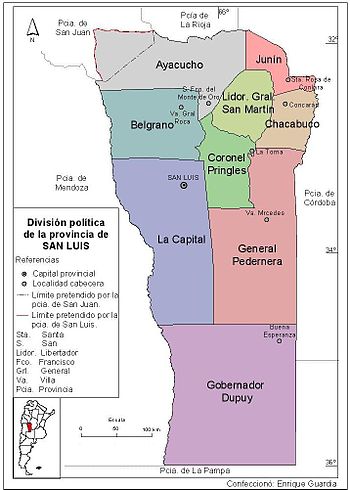 Pcia. de
San Juan
Pcía de
La Rioja
66°
32°
N
Ayacucho
Junín
Sta. Rosa de
Conlara
S. Fco. del
Monte de Oro
Lidor. Gral.
San Martín
Concarán
Va. Gral
Roca
Belgrano
Chacabuco
La Toma
Coronel
Pringles
Pcia. de
Mendoza
SAN LUIS
Pcia. de
Córdoba
Va. Mrcedes
La Capital
General
Pedernera
34°
División política
de la provincia de
SAN LUIS
Referencias
Capital provincial
Localidad cabecera
Límite pretendido por la
pcia. de San Juan.
Límite pretendido por la
pcia. de San Luis.
Sta. Santa
S. San
Lidor. Libertador
Fco. Francisco
Grl. General
Va. Villa
Pcia. Provincia
Buena
Esperanza
Gobernador
Dupuy
Escala
0 50 100 km
36°
Pcia. de La Pampa
Confeccionó: Enrique Guardia